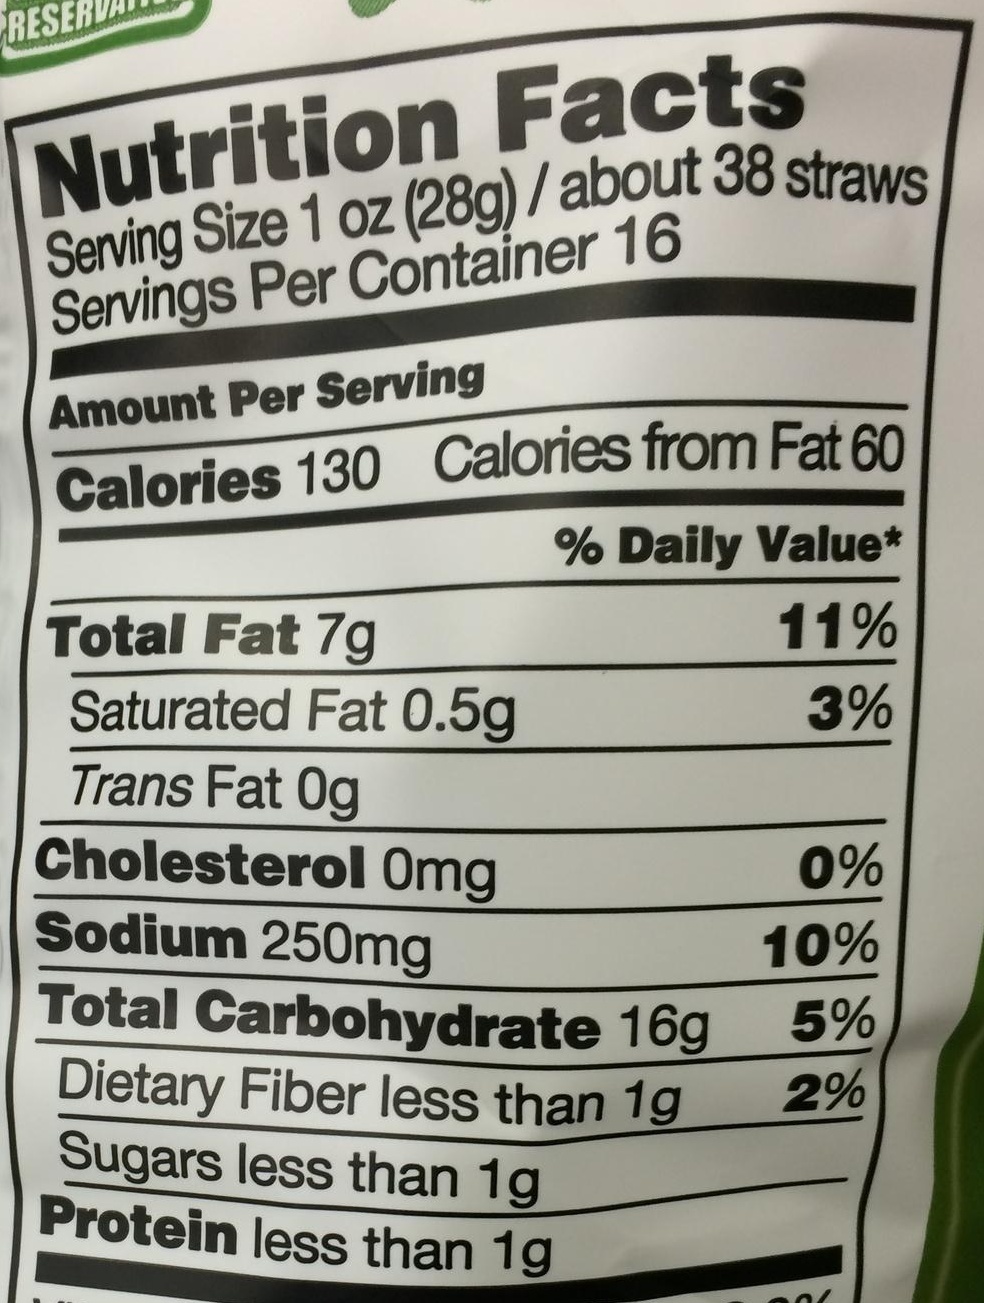 Nutrition Facts
Serving Size 1 oz (28g) / about 38 straws
Servings Per Container 16
Amount Per Serving
Calories 130 Calories from Fat 60
% Daily Value*
Total Fat 7g 11%
Saturated Fat 0.5g 3%
Trans Fat 0g
Cholesterol 0mg 0%
Sodium 250mg 10%
Total Carbohydrate 16g 5%
Dietary Fiber less than 1g 2%
Sugars less than 1g
Protein less than 1g